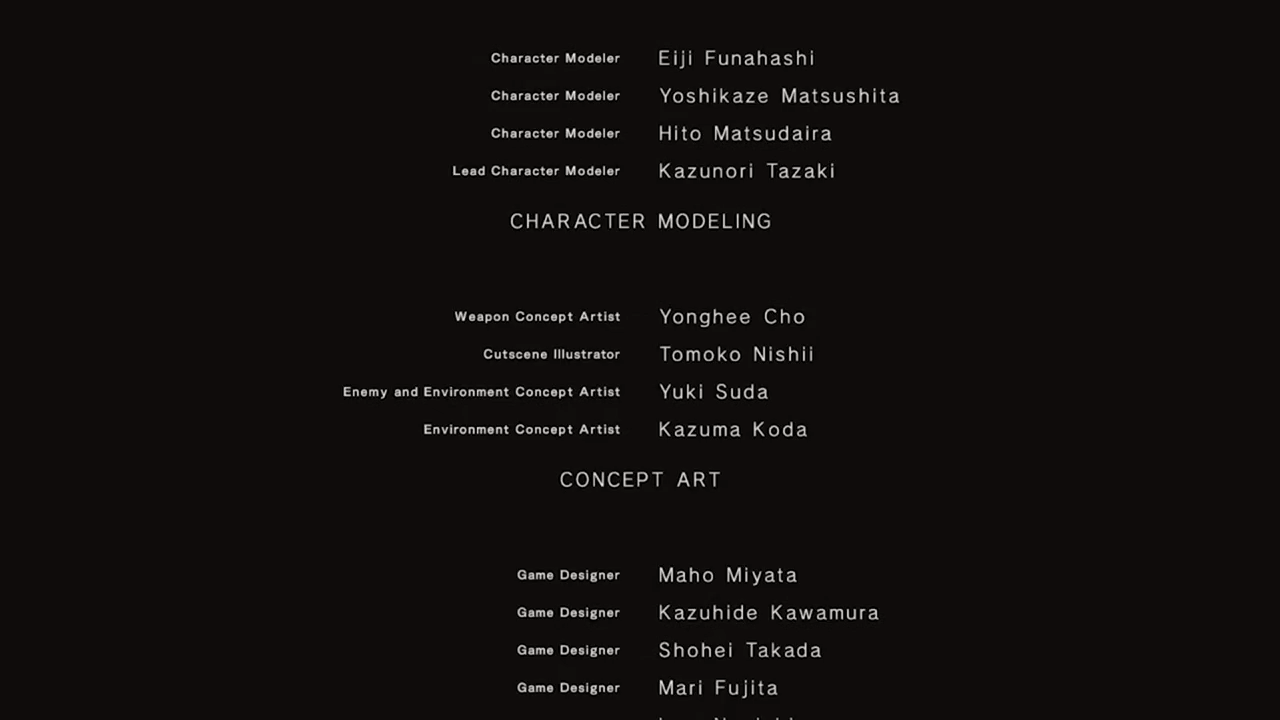 Character Modeler Eiji Funahashi
Character Modeler Yoshikaze Matsushita
Character Modeler Hito Matsudaira
Lead Character Modeler Kazunori Tazaki
CHARACTER MODELING
Weapon Concept Artist Yonghee Cho
Cutscene Illustrator Tomoko Nishii
Enemy and Environment Concept Artist Yuki Suda
Environment Concept Artist Kazuma Koda
CONCEPT ART
Game Designer Maho Miyata
Game Designer Kazuhide Kawamura
Game Designer Shohei Takada
Game Designer Mari Fujita